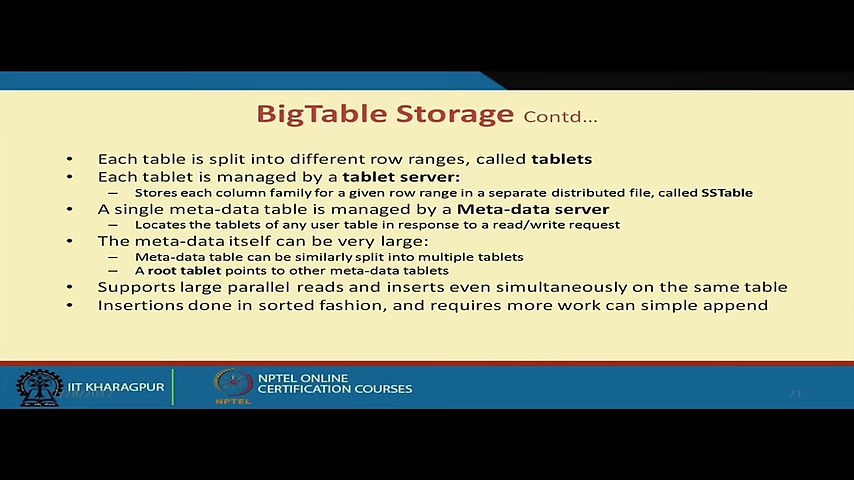 BigTable Storage Contd...
• Each table is split into different row ranges, called tablets
• Each tablet is managed by a tablet server:
– Stores each column family for a given row range in a separate distributed file, called SSTable
• A single meta-data table is managed by a Meta-data server
– Locates the tablets of any user table in response to a read/write request
• The meta-data itself can be very large:
– Meta-data table can be similarly split into multiple tablets
– A root tablet points to other meta-data tablets
• Supports large parallel reads and inserts even simultaneously on the same table
• Insertions done in sorted fashion, and requires more work can simple append
IIT KHARAGPUR
NPTEL
NPTEL ONLINE
CERTIFICATION COURSES
21